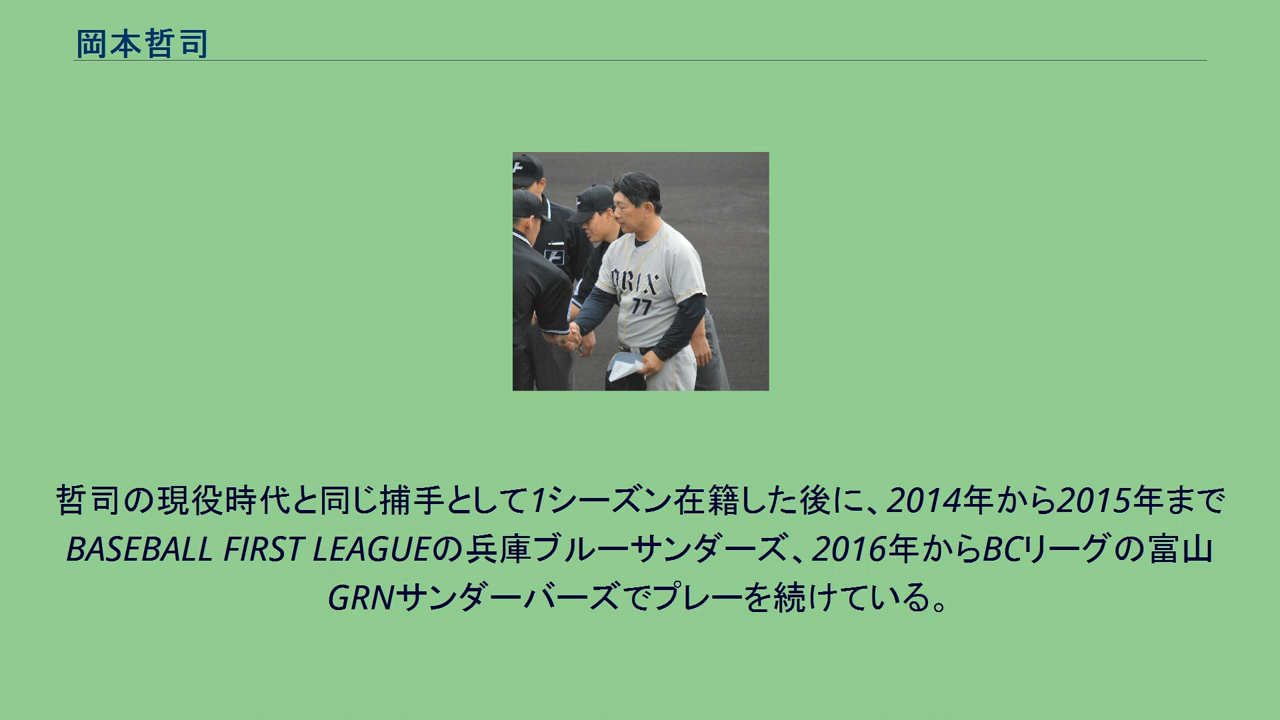 岡本哲司
ORIX
77
哲司の現役時代と同じ捕手として1シーズン在籍した後に、2014年から2015年まで
BASEBALL FIRST LEAGUEの兵庫ブルーサンダーズ、2016年からBCリーグの富山
GRNサンダーバーズでプレーを続けている。